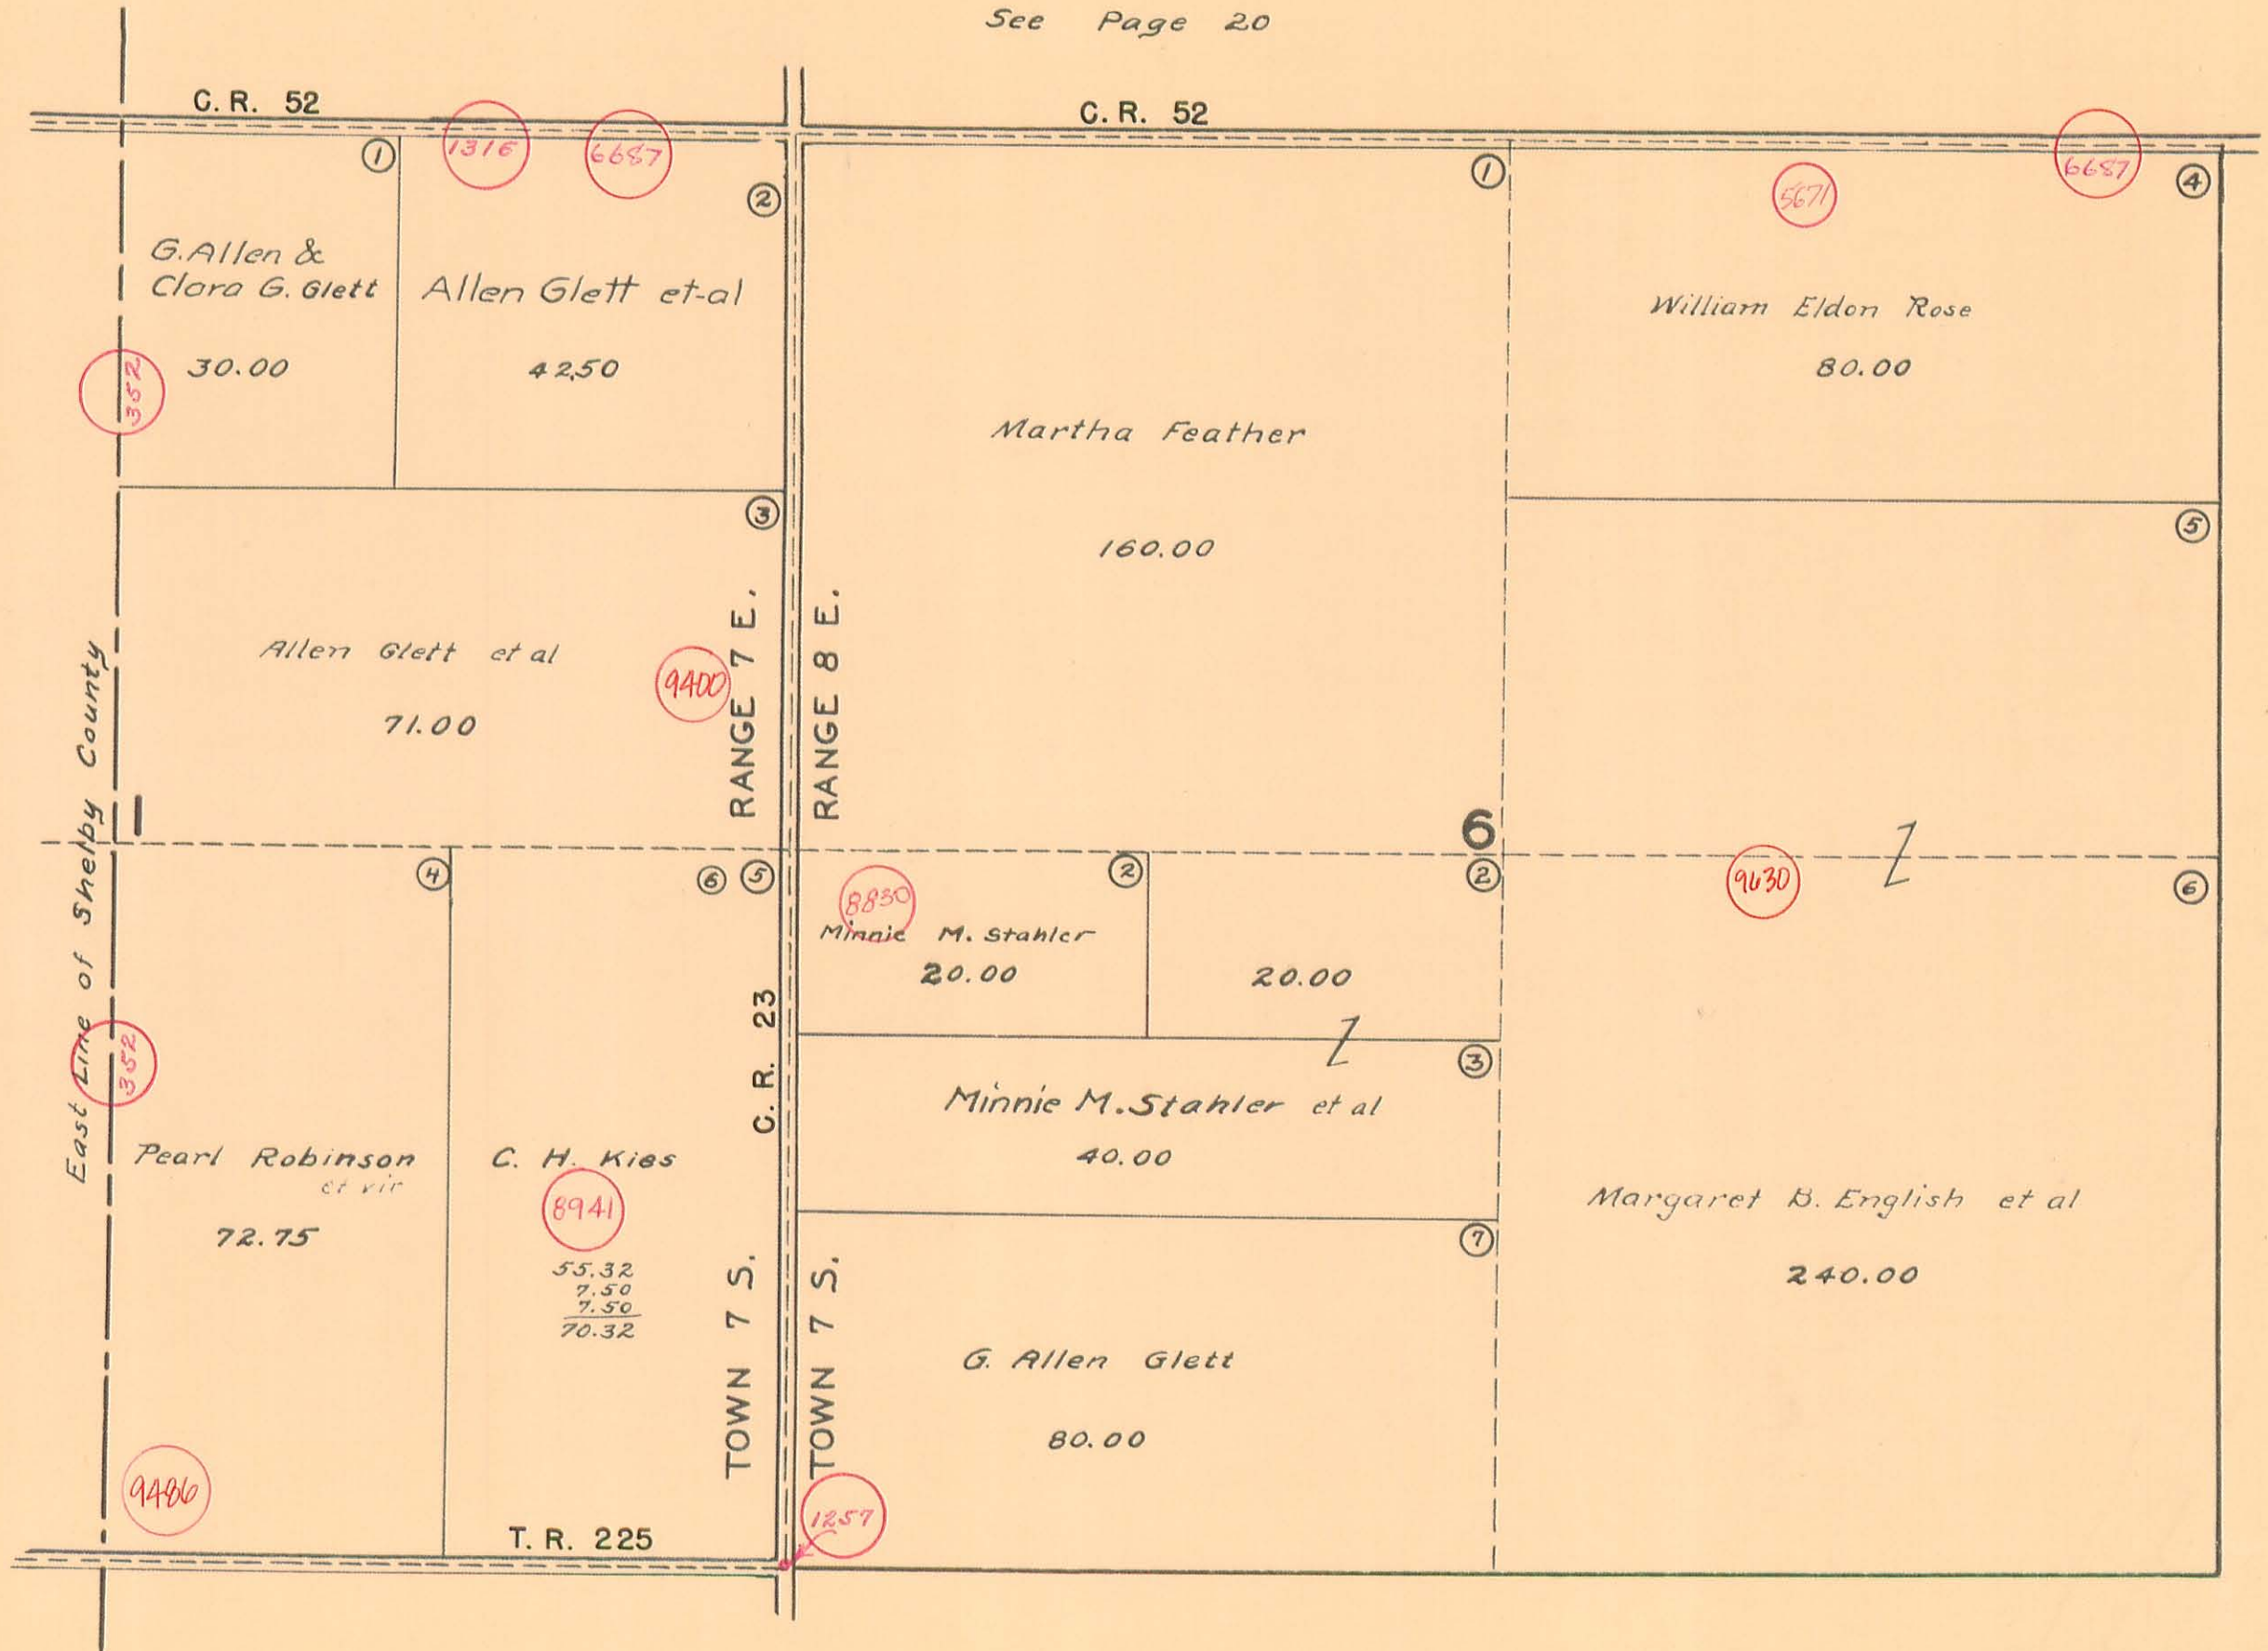 See Page 20
C. R. 52
C. R. 52
1
1316
6687
2
1
5671
6687
4
G. Allen &
Clara G. Glett
30.00
Allen Glett et-al
42.50
352
William Eldon Rose
80.00
Martha Feather
160.00
3
5
Allen Glett et al
71.00
9400
RANGE 7 E.
RANGE 8 E.
East Line of Shelby County
1
6
4
6
5
8830
2
2
9630
6
Minnie M. Stahler
20.00
20.00
C. R. 23
352
3
Minnie M. Stahler et al
40.00
Pearl Robinson
et vir
72.75
C. H. Kies
8941
55.32
7.50
7.50
70.32
Margaret B. English et al
240.00
7
TOWN 7 S.
TOWN 7 S.
G. Allen Glett
80.00
9486
1257
T. R. 225